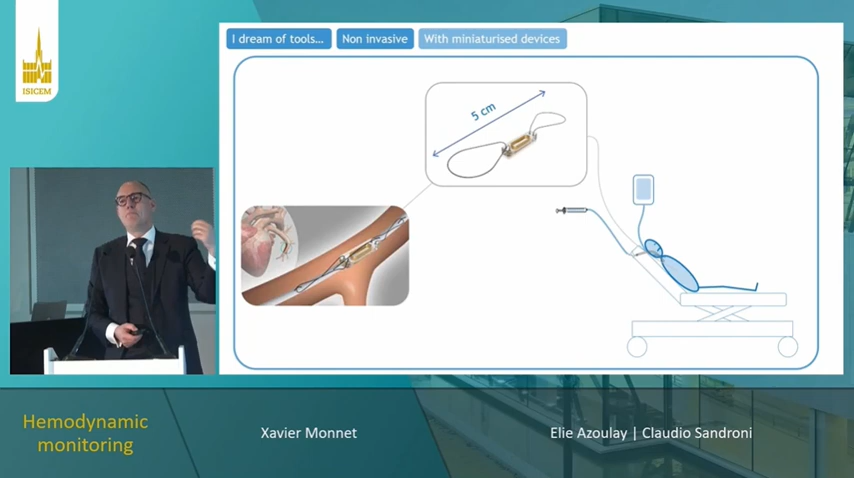 ISICEM
I dream of tools...
Non invasive
With miniaturised devices
5 cm
Hemodynamic
monitoring
Xavier Monnet
Elie Azoulay | Claudio Sandroni